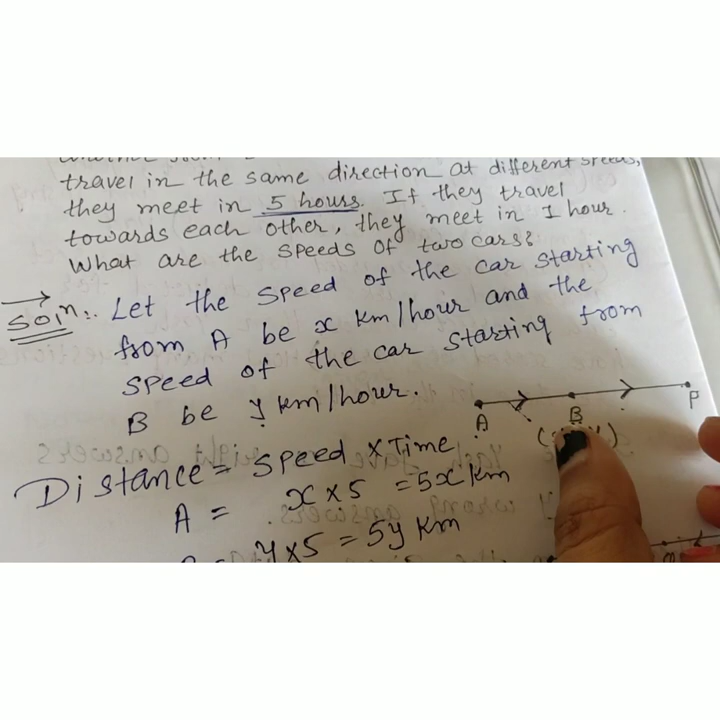 travel in the same direction at different speeds,
they meet in 5 hours. If they travel
towards each other, they meet in 1 hour.
What are the speeds of two cars?
Soln:. Let the speed of the car starting
from A be x km/hour and the
speed of the car starting from
B be y km/hour.
A B P
Distance = Speed × Time
A = x×5 = 5x km
y×5 = 5y km